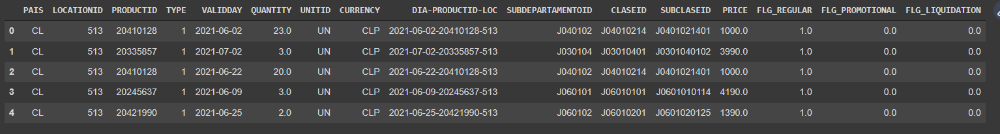 PAIS LOCATIONID PRODUCTID TYPE VALIDDAY QUANTITY UNITID CURRENCY DIA-PRODUCTID-LOC SUBDEPARTAMENTOID CLASEID SUBCLASEID PRICE FLG_REGULAR FLG_PROMOTIONAL FLG_LIQUIDATION
0 CL 513 20410128 1 2021-06-02 23.0 UN CLP 2021-06-02-20410128-513 J040102 J04010214 J0401021401 1000.0 1.0 0.0 0.0
1 CL 513 20335857 1 2021-07-02 3.0 UN CLP 2021-07-02-20335857-513 J030104 J03010401 J0301040102 3990.0 1.0 0.0 0.0
2 CL 513 20410128 1 2021-06-22 20.0 UN CLP 2021-06-22-20410128-513 J040102 J04010214 J0401021401 1000.0 1.0 0.0 0.0
3 CL 513 20245637 1 2021-06-09 3.0 UN CLP 2021-06-09-20245637-513 J060101 J06010101 J0601010114 4190.0 1.0 0.0 0.0
4 CL 513 20421990 1 2021-06-25 2.0 UN CLP 2021-06-25-20421990-513 J060102 J06010201 J0601020125 1390.0 1.0 0.0 0.0